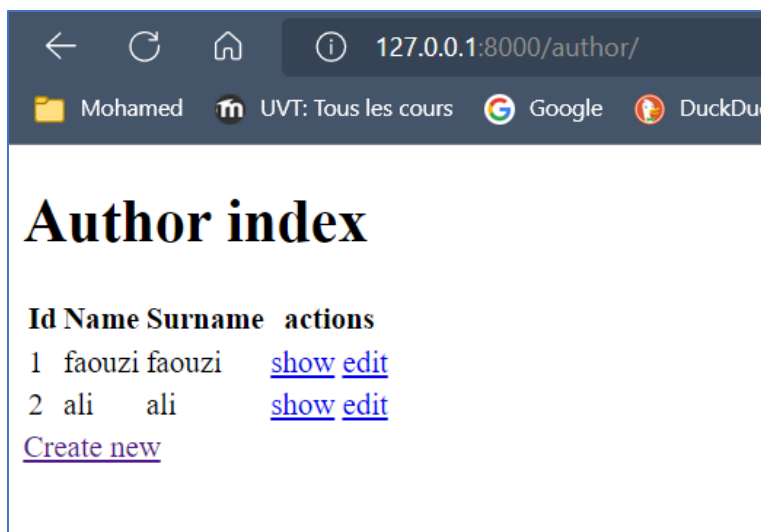 127.0.0.1:8000/author/
Mohamed UVT: Tous les cours Google DuckDu
Author index
Id Name Surname actions
1 faouzi faouzi show edit
2 ali ali show edit
Create new